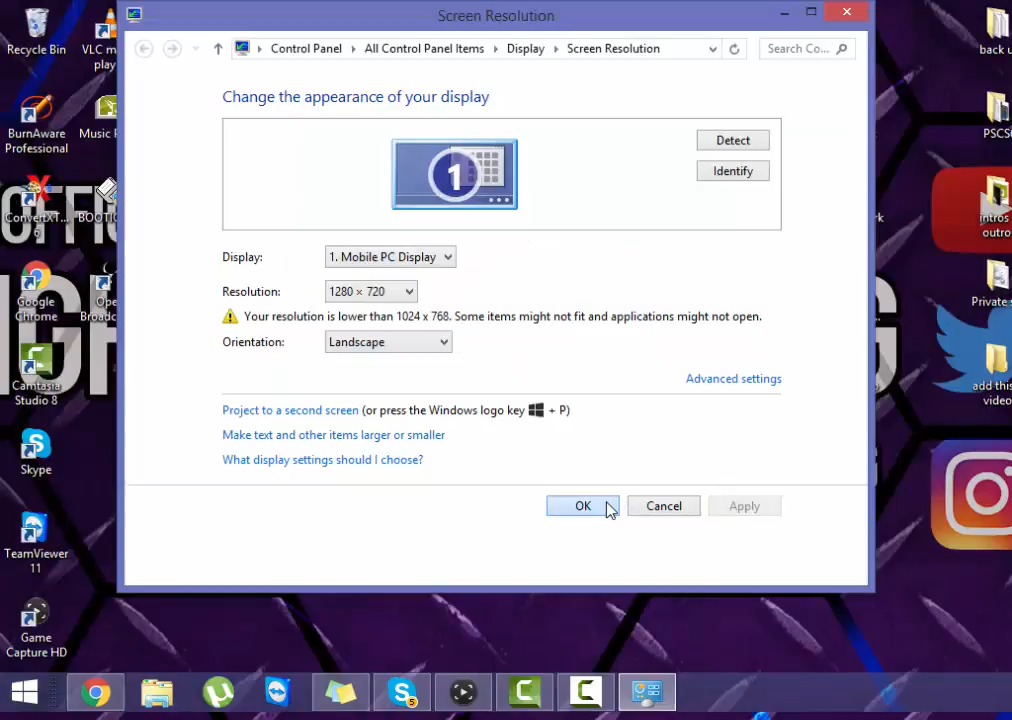 Screen Resolution
Control Panel
All Control Panel Items
Display
Screen Resolution
Search Co...
Change the appearance of your display
1
Detect
Identify
Display:
1. Mobile PC Display
Resolution:
1280 × 720
Your resolution is lower than 1024 x 768. Some items might not fit and applications might not open.
Orientation:
Landscape
Advanced settings
Project to a second screen (or press the Windows logo key + P)
Make text and other items larger or smaller
What display settings should I choose?
OK
Cancel
Apply
Recycle Bin
VLC m
play
BurnAware
Professional
Music
ConvertXT...
6
BOOTIC
Google
Chrome
Ope
Broadc
Camtasia
Studio 8
Skype
TeamViewer
11
Game
Capture HD
back u
PSCS
intros
outro
Private
add this
video
5